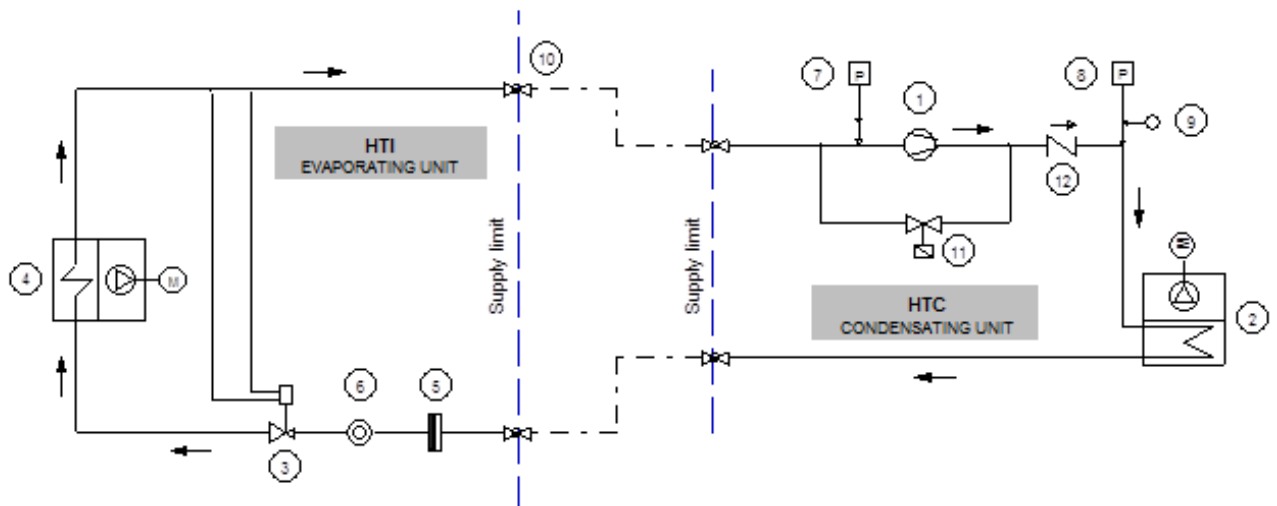 10
7
P
1
8
P
9
HTI
EVAPORATING UNIT
12
Supply limit
Supply limit
11
M
4
M
HTC
CONDENSATING UNIT
2
6
5
3